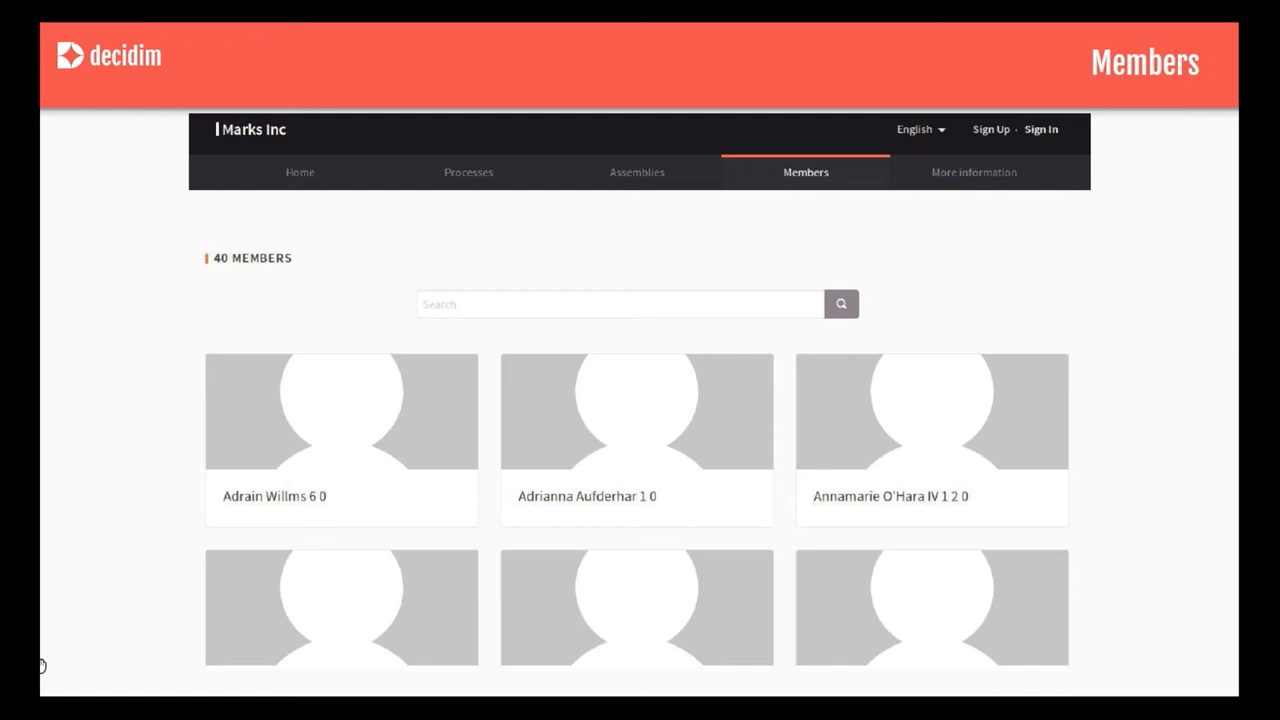 decidim
Members
Marks Inc
English
Sign Up · Sign In
Home
Processes
Assemblies
Members
More information
40 MEMBERS
Search
Adrain Willms 6 0
Adrianna Aufderhar 1 0
Annamarie O'Hara IV 1 2 0